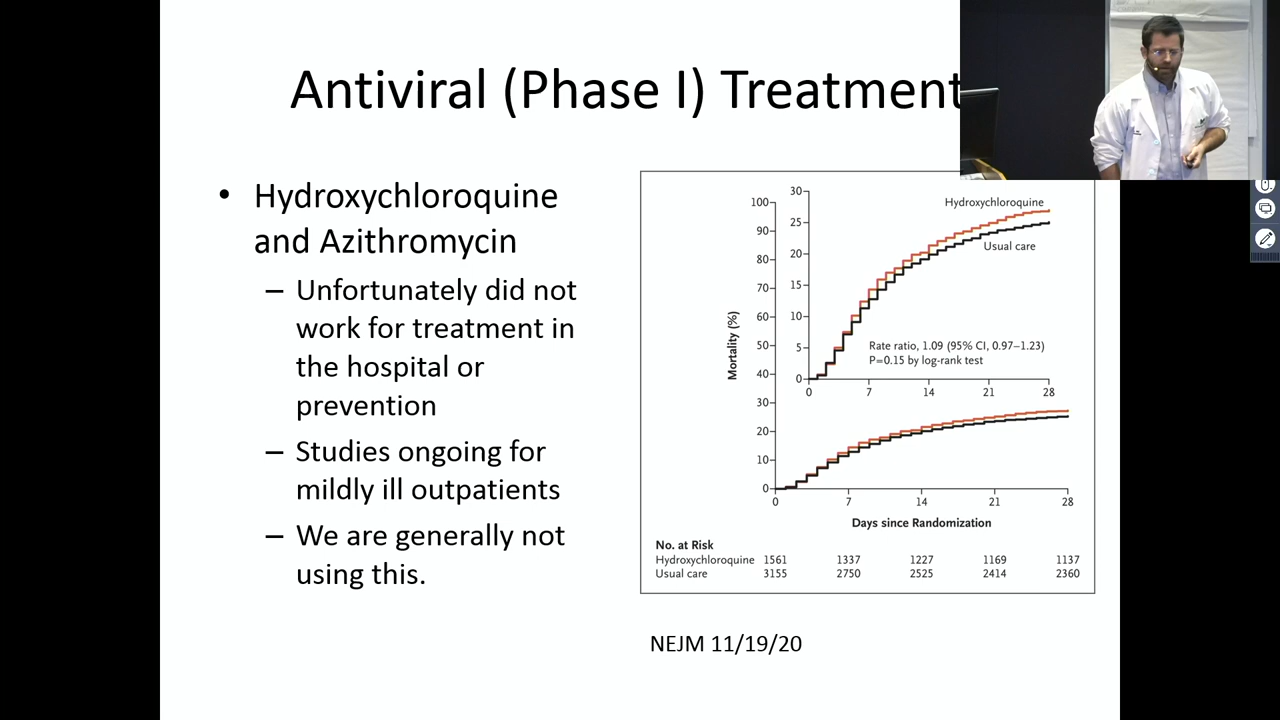 Antiviral (Phase I) Treatment
• Hydroxychloroquine
and Azithromycin
– Unfortunately did not
work for treatment in
the hospital or
prevention
– Studies ongoing for
mildly ill outpatients
– We are generally not
using this.
Mortality (%)
100
90
80
70
60
50
40
30
20
10
0
30
25
20
15
10
5
0
Hydroxychloroquine
Usual care
Rate ratio, 1.09 (95% CI, 0.97–1.23)
P=0.15 by log-rank test
0 7 14 21 28
0 7 14 21 28
Days since Randomization
No. at Risk
Hydroxychloroquine 1561 1337 1227 1169 1137
Usual care 3155 2750 2525 2414 2360
NEJM 11/19/20